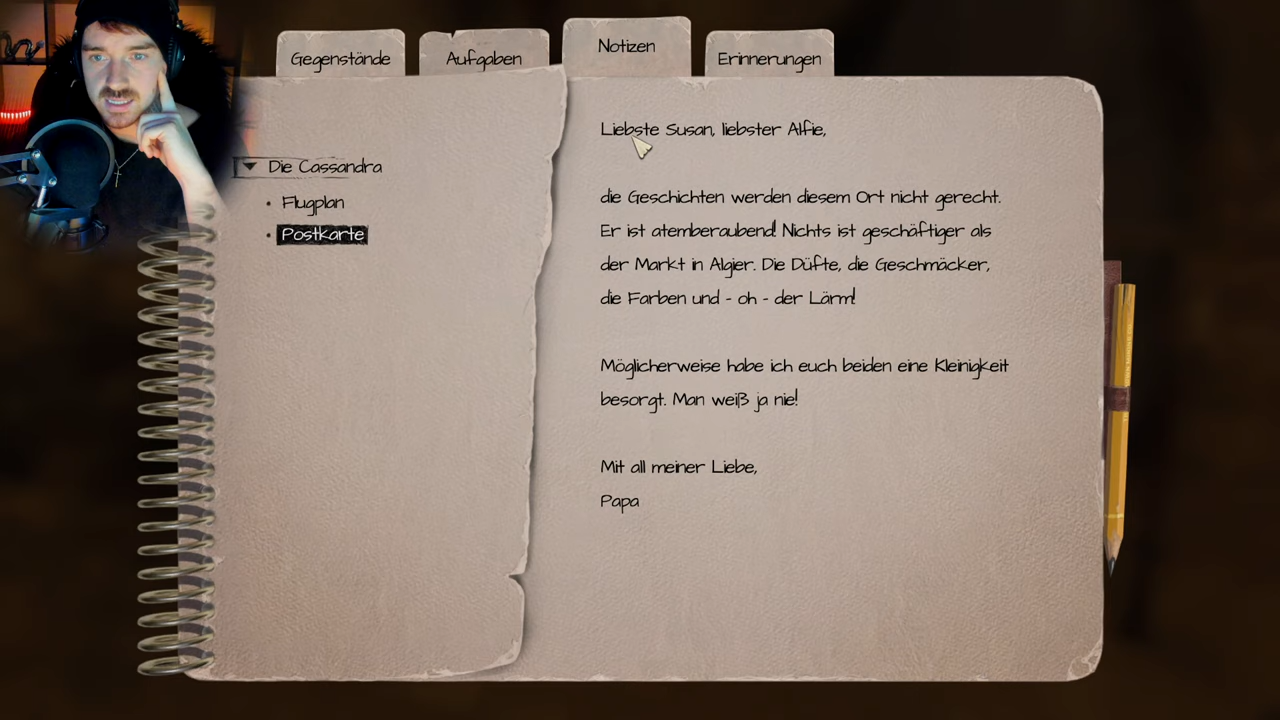 Gegenstände
Aufgaben
Notizen
Erinnerungen
Die Cassandra
Flugplan
Postkarte
Liebste Susan, liebster Alfie,
die Geschichten werden diesem Ort nicht gerecht.
Er ist atemberaubend! Nichts ist geschäftiger als
der Markt in Algier. Die Düfte, die Geschmäcker,
die Farben und - oh - der Lärm!
Möglicherweise habe ich euch beiden eine Kleinigkeit
besorgt. Man weiß ja nie!
Mit all meiner Liebe,
Papa